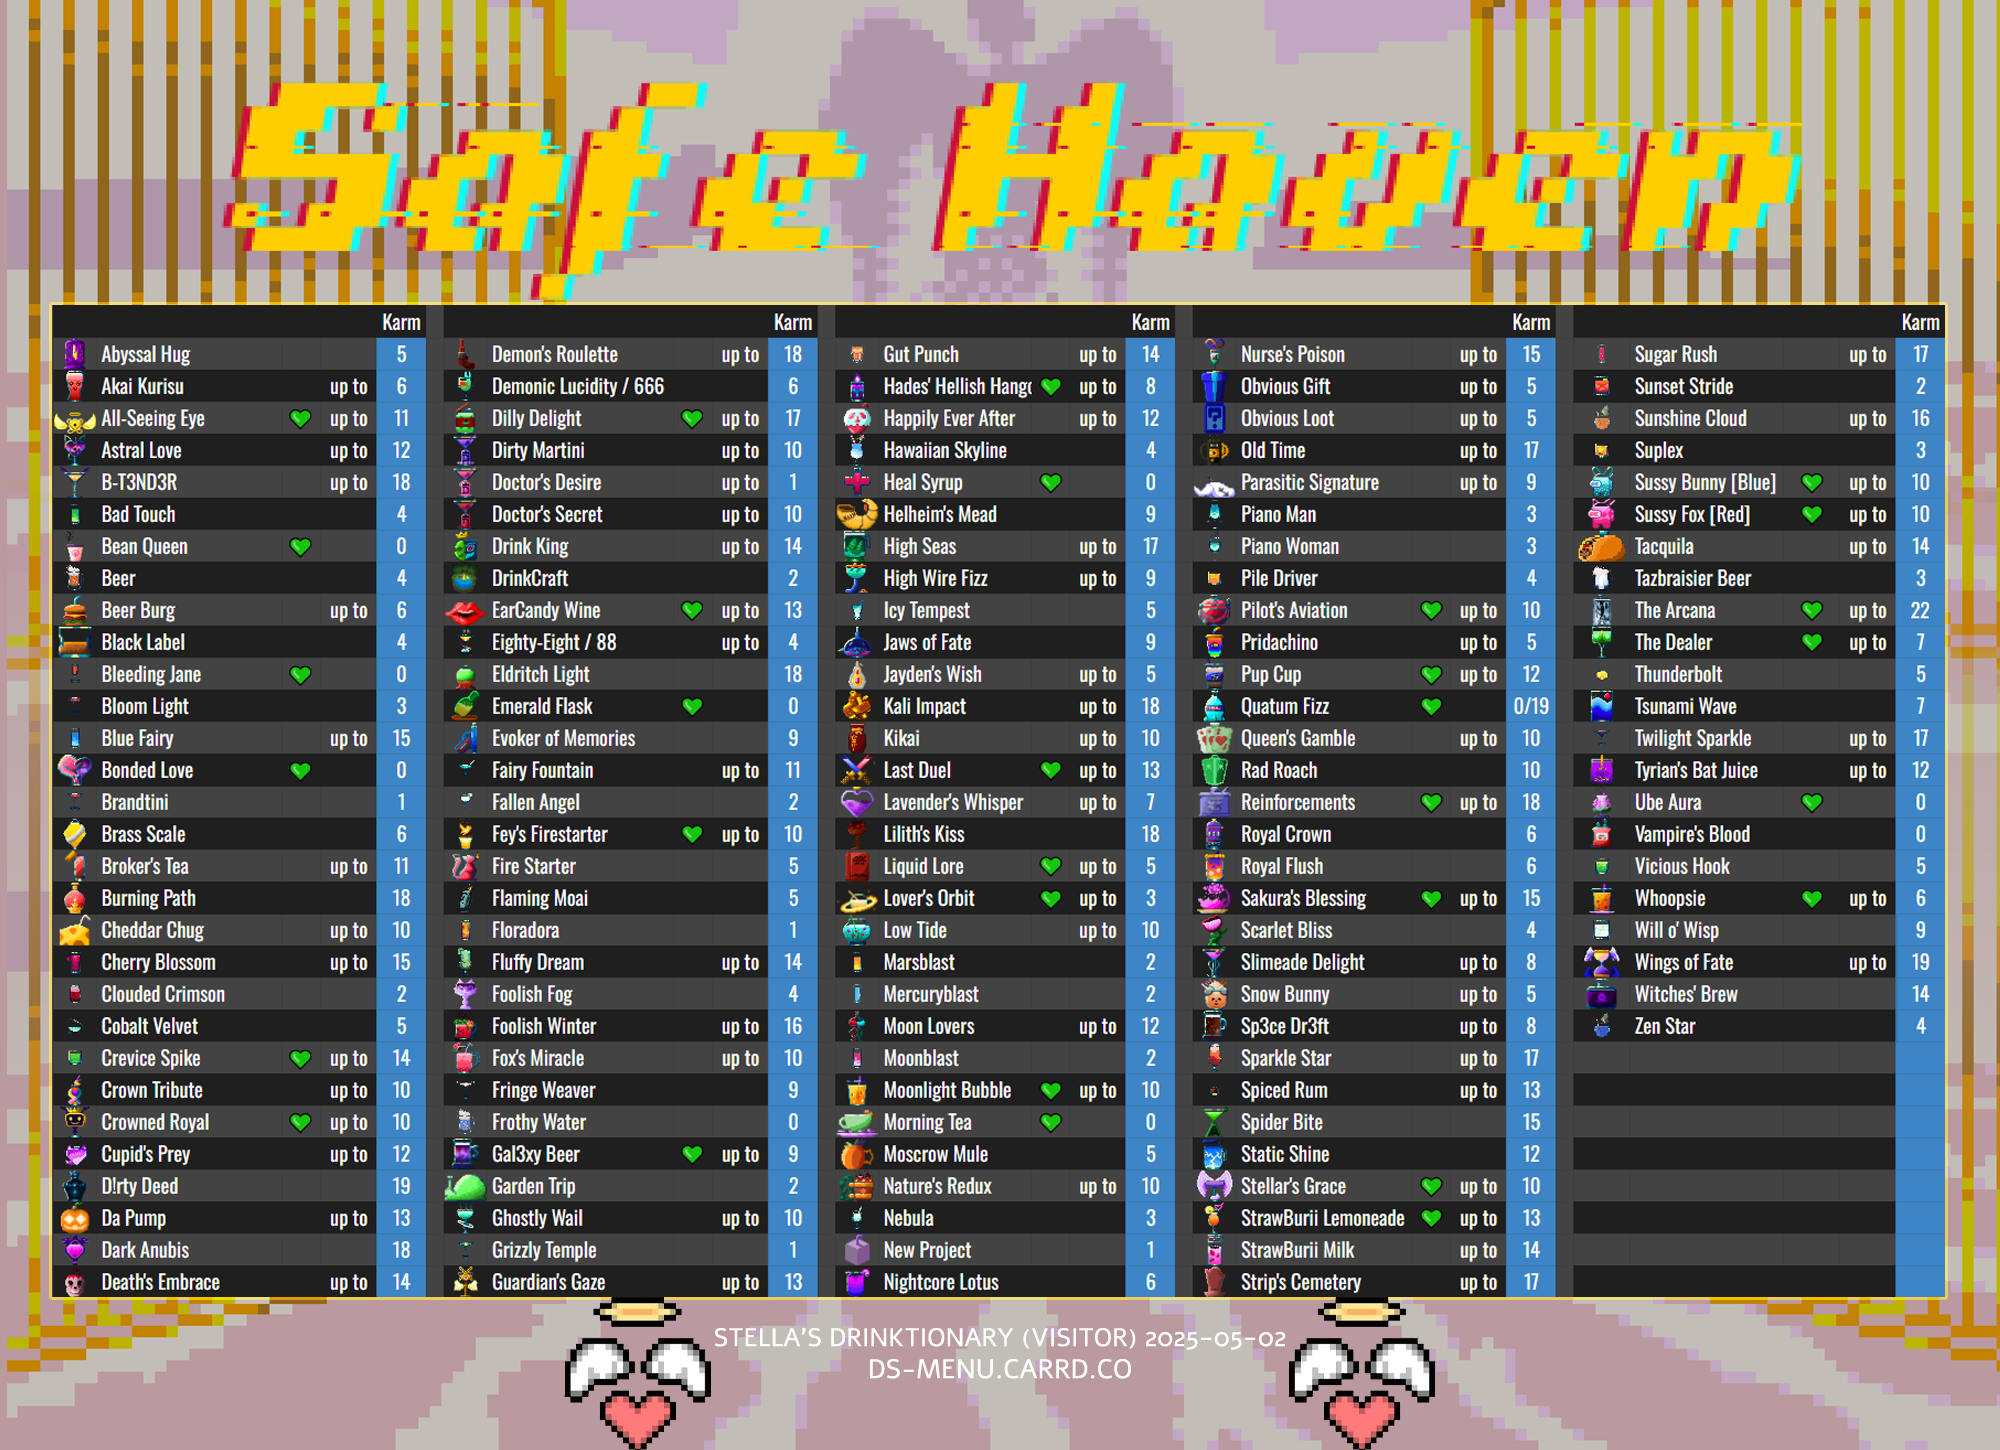 Safe Haven
Karm
Abyssal Hug 5
Akai Kurisu up to 6
All-Seeing Eye up to 11
Astral Love up to 12
B-T3ND3R up to 18
Bad Touch 4
Bean Queen 0
Beer 4
Beer Burg up to 6
Black Label 4
Bleeding Jane 0
Bloom Light 3
Blue Fairy up to 15
Bonded Love 0
Brandtini 1
Brass Scale 6
Broker's Tea up to 11
Burning Path 18
Cheddar Chug up to 10
Cherry Blossom up to 15
Clouded Crimson 2
Cobalt Velvet 5
Crevice Spike up to 14
Crown Tribute up to 10
Crowned Royal up to 10
Cupid's Prey up to 12
D!rty Deed 19
Da Pump up to 13
Dark Anubis 18
Death's Embrace up to 14
Karm
Demon's Roulette up to 18
Demonic Lucidity / 666 6
Dilly Delight up to 17
Dirty Martini up to 10
Doctor's Desire up to 1
Doctor's Secret up to 10
Drink King up to 14
DrinkCraft 2
EarCandy Wine up to 13
Eighty-Eight / 88 up to 4
Eldritch Light 18
Emerald Flask 0
Evoker of Memories 9
Fairy Fountain up to 11
Fallen Angel 2
Fey's Firestarter up to 10
Fire Starter 5
Flaming Moai 5
Floradora 1
Fluffy Dream up to 14
Foolish Fog 4
Foolish Winter up to 16
Fox's Miracle up to 10
Fringe Weaver 9
Frothy Water 0
Gal3xy Beer up to 9
Garden Trip 2
Ghostly Wail up to 10
Grizzly Temple 1
Guardian's Gaze up to 13
Karm
Gut Punch up to 14
Hades' Hellish Hang up to 8
Happily Ever After up to 12
Hawaiian Skyline 4
Heal Syrup 0
Helheim's Mead 9
High Seas up to 17
High Wire Fizz up to 9
Icy Tempest 5
Jaws of Fate 9
Jayden's Wish up to 5
Kali Impact up to 18
Kikai up to 10
Last Duel up to 13
Lavender's Whisper up to 7
Lilith's Kiss 18
Liquid Lore up to 5
Lover's Orbit up to 3
Low Tide up to 10
Marsblast 2
Mercuryblast 2
Moon Lovers up to 12
Moonblast 2
Moonlight Bubble up to 10
Morning Tea 0
Moscrow Mule 5
Nature's Redux up to 10
Nebula 3
New Project 1
Nightcore Lotus 6
Karm
Nurse's Poison up to 15
Obvious Gift up to 5
Obvious Loot up to 5
Old Time up to 17
Parasitic Signature up to 9
Piano Man 3
Piano Woman 3
Pile Driver 4
Pilot's Aviation up to 10
Pridachino up to 5
Pup Cup up to 12
Quatum Fizz 0/19
Queen's Gamble up to 10
Rad Roach 10
Reinforcements up to 18
Royal Crown 6
Royal Flush 6
Sakura's Blessing up to 15
Scarlet Bliss 4
Slimeade Delight up to 8
Snow Bunny up to 5
Sp3ce Dr3ft up to 8
Sparkle Star up to 17
Spiced Rum up to 13
Spider Bite 15
Static Shine 12
Stellar's Grace up to 10
StrawBurii Lemoneade up to 13
StrawBurii Milk up to 14
Strip's Cemetery up to 17
Karm
Sugar Rush up to 17
Sunset Stride 2
Sunshine Cloud up to 16
Suplex 3
Sussy Bunny [Blue] up to 10
Sussy Fox [Red] up to 10
Tacquila up to 14
Tazbraisier Beer 3
The Arcana up to 22
The Dealer up to 7
Thunderbolt 5
Tsunami Wave 7
Twilight Sparkle up to 17
Tyrian's Bat Juice up to 12
Ube Aura 0
Vampire's Blood 0
Vicious Hook 5
Whoopsie up to 6
Will o' Wisp 9
Wings of Fate up to 19
Witches' Brew 14
Zen Star 4
STELLA'S DRINKTIONARY (VISITOR) 2025-05-02
DS-MENU.CARRD.CO